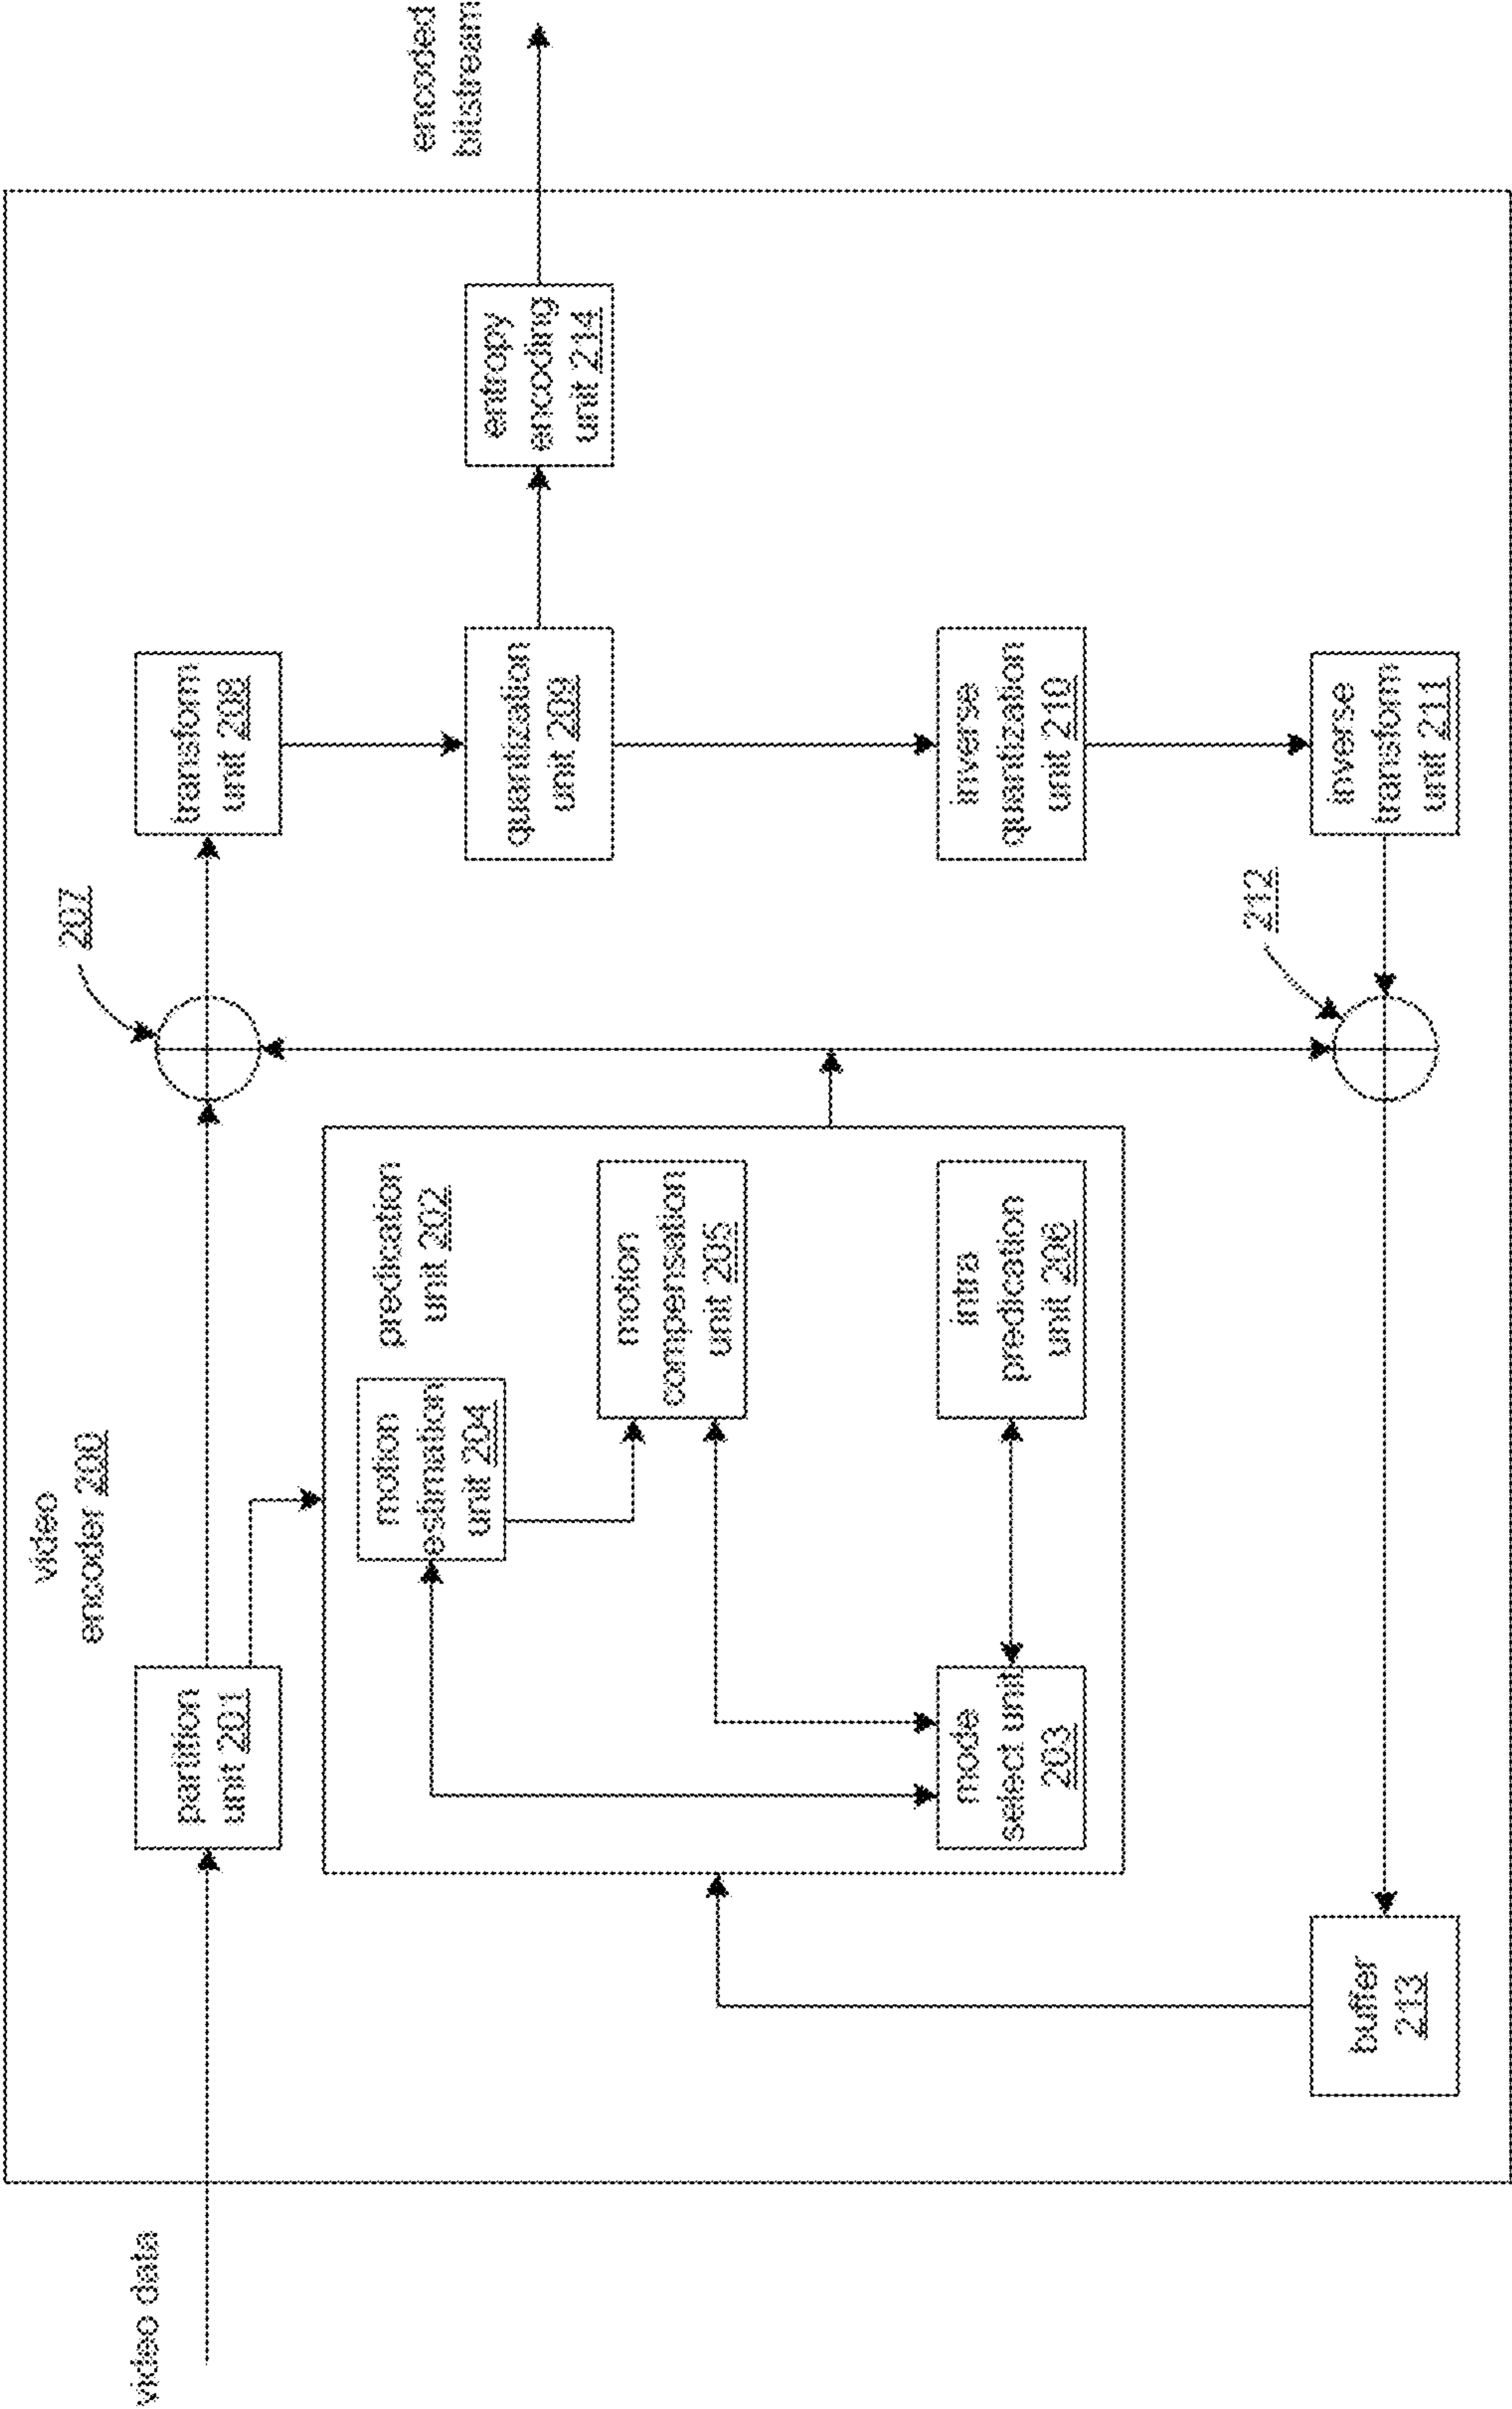 video data
video
encoder 200
partition
unit 201
207
transform
unit 208
encoded
bitstream
predication
unit 202
motion
estimation
unit 204
quantization
unit 209
entropy
encoding
unit 214
motion
compensation
unit 205
mode
select unit
203
intra
predication
unit 206
inverse
quantization
unit 210
212
buffer
213
inverse
transform
unit 211